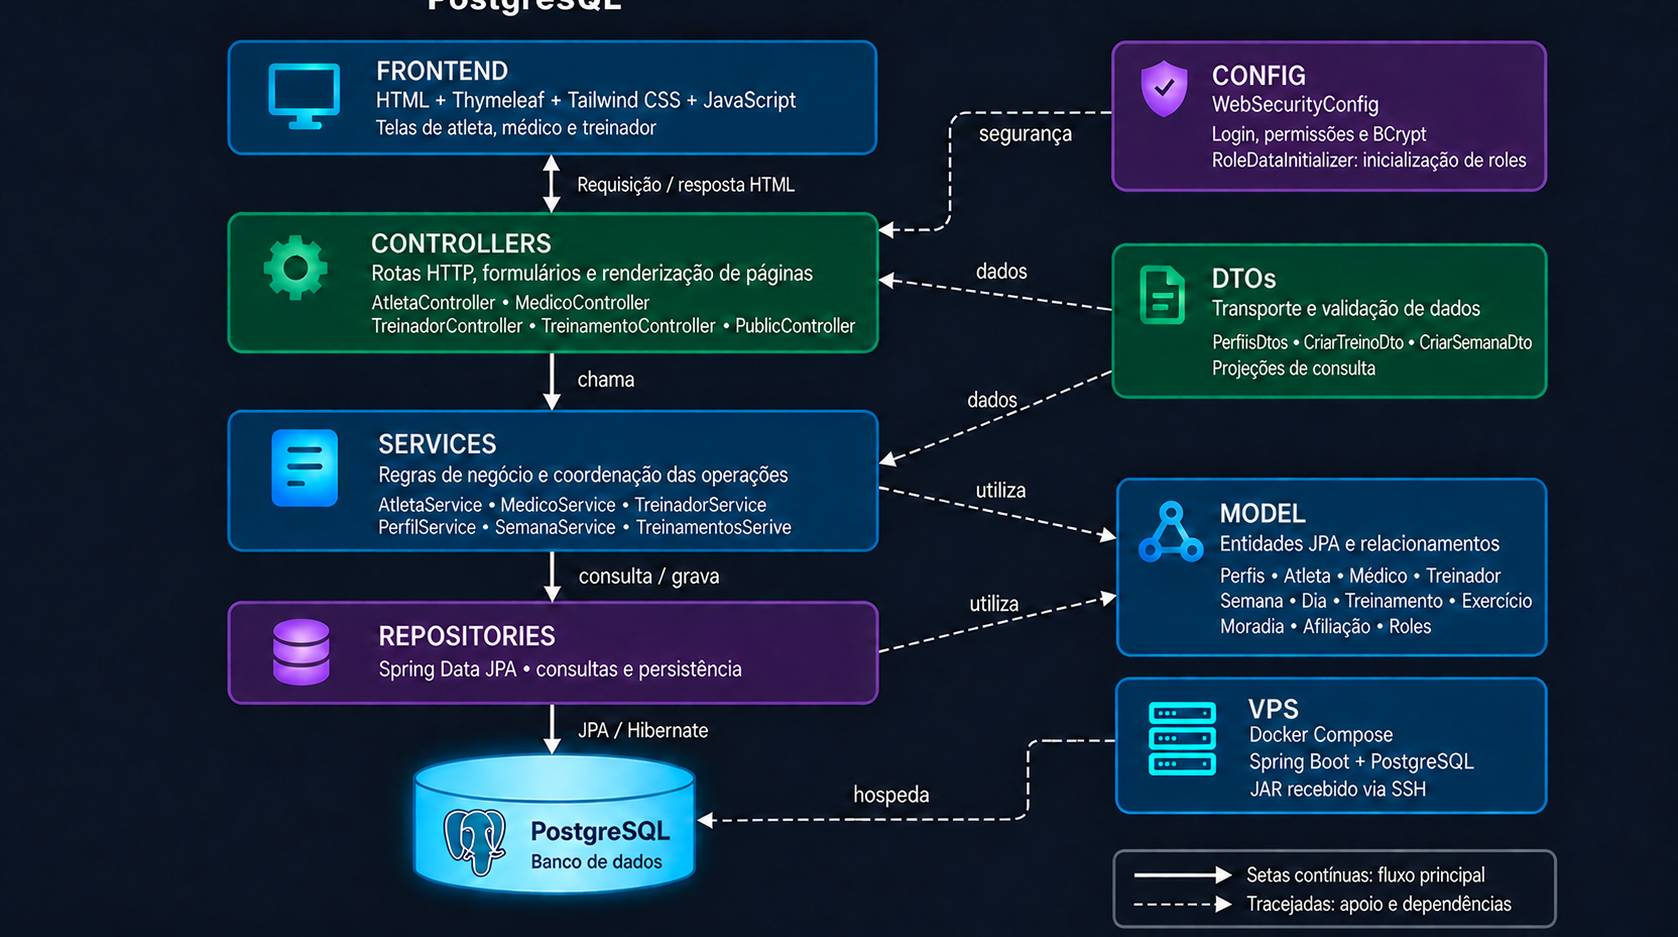 PostgreSQL
FRONTEND
HTML + Thymeleaf + Tailwind CSS + JavaScript
Telas de atleta, médico e treinador
Requisição / resposta HTML
CONTROLLERS
Rotas HTTP, formulários e renderização de páginas
AtletaController • MedicoController
TreinadorController • TreinamentoController • PublicController
chama
SERVICES
Regras de negócio e coordenação das operações
AtletaService • MedicoService • TreinadorService
PerfilService • SemanaService • TreinamentosSerive
consulta / grava
REPOSITORIES
Spring Data JPA • consultas e persistência
JPA / Hibernate
PostgreSQL
Banco de dados
segurança
dados
dados
utiliza
utiliza
hospeda
CONFIG
WebSecurityConfig
Login, permissões e BCrypt
RoleDataInitializer: inicialização de roles
DTOs
Transporte e validação de dados
PerfiisDtos • CriarTreinoDto • CriarSemanaDto
Projeções de consulta
MODEL
Entidades JPA e relacionamentos
Perfis • Atleta • Médico • Treinador
Semana • Dia • Treinamento • Exercício
Moradia • Afiliação • Roles
VPS
Docker Compose
Spring Boot + PostgreSQL
JAR recebido via SSH
Setas contínuas: fluxo principal
Tracejadas: apoio e dependências